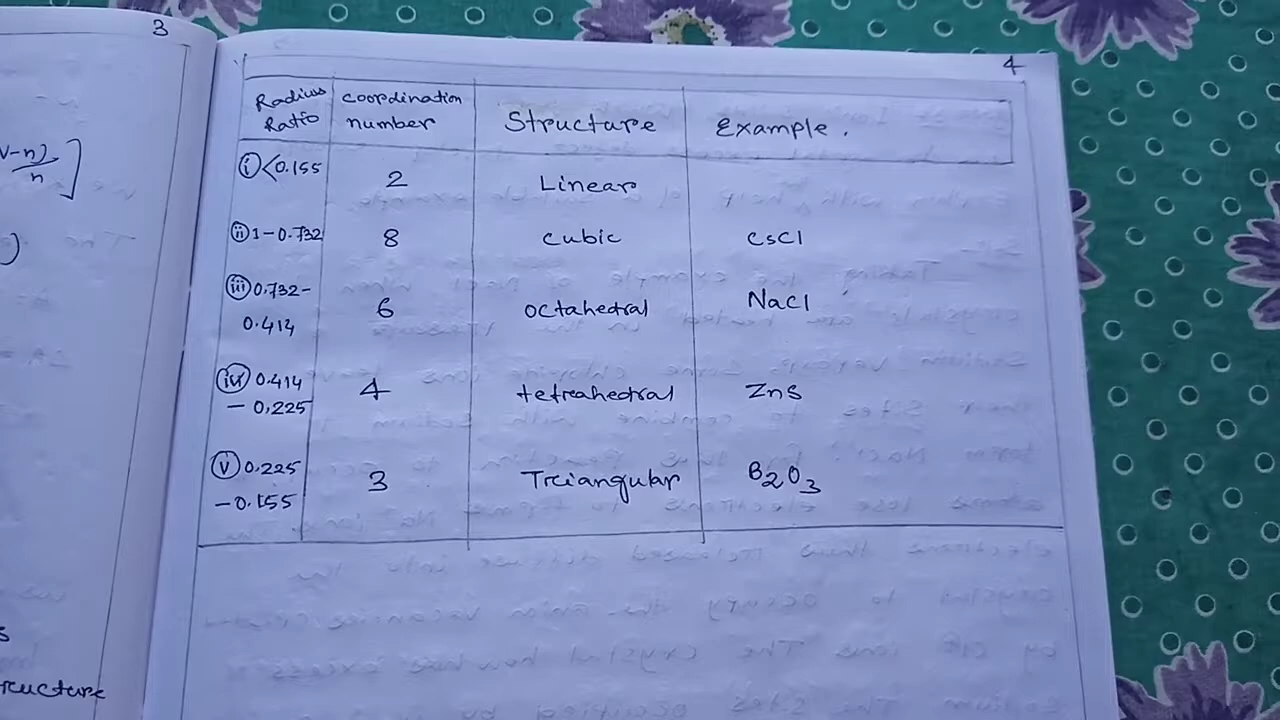 3
V-n)
n
]
)
s
ructure
4
Radius Ratio | Coordination number | Structure | Example.
(i) <0.155 | 2 | Linear
(ii) 1-0.732 | 8 | cubic | CsCl
(iii) 0.732-0.414 | 6 | octahedral | NaCl
(iv) 0.414-0.225 | 4 | tetrahedral | ZnS
(v) 0.225-0.155 | 3 | Triangular | B2O3